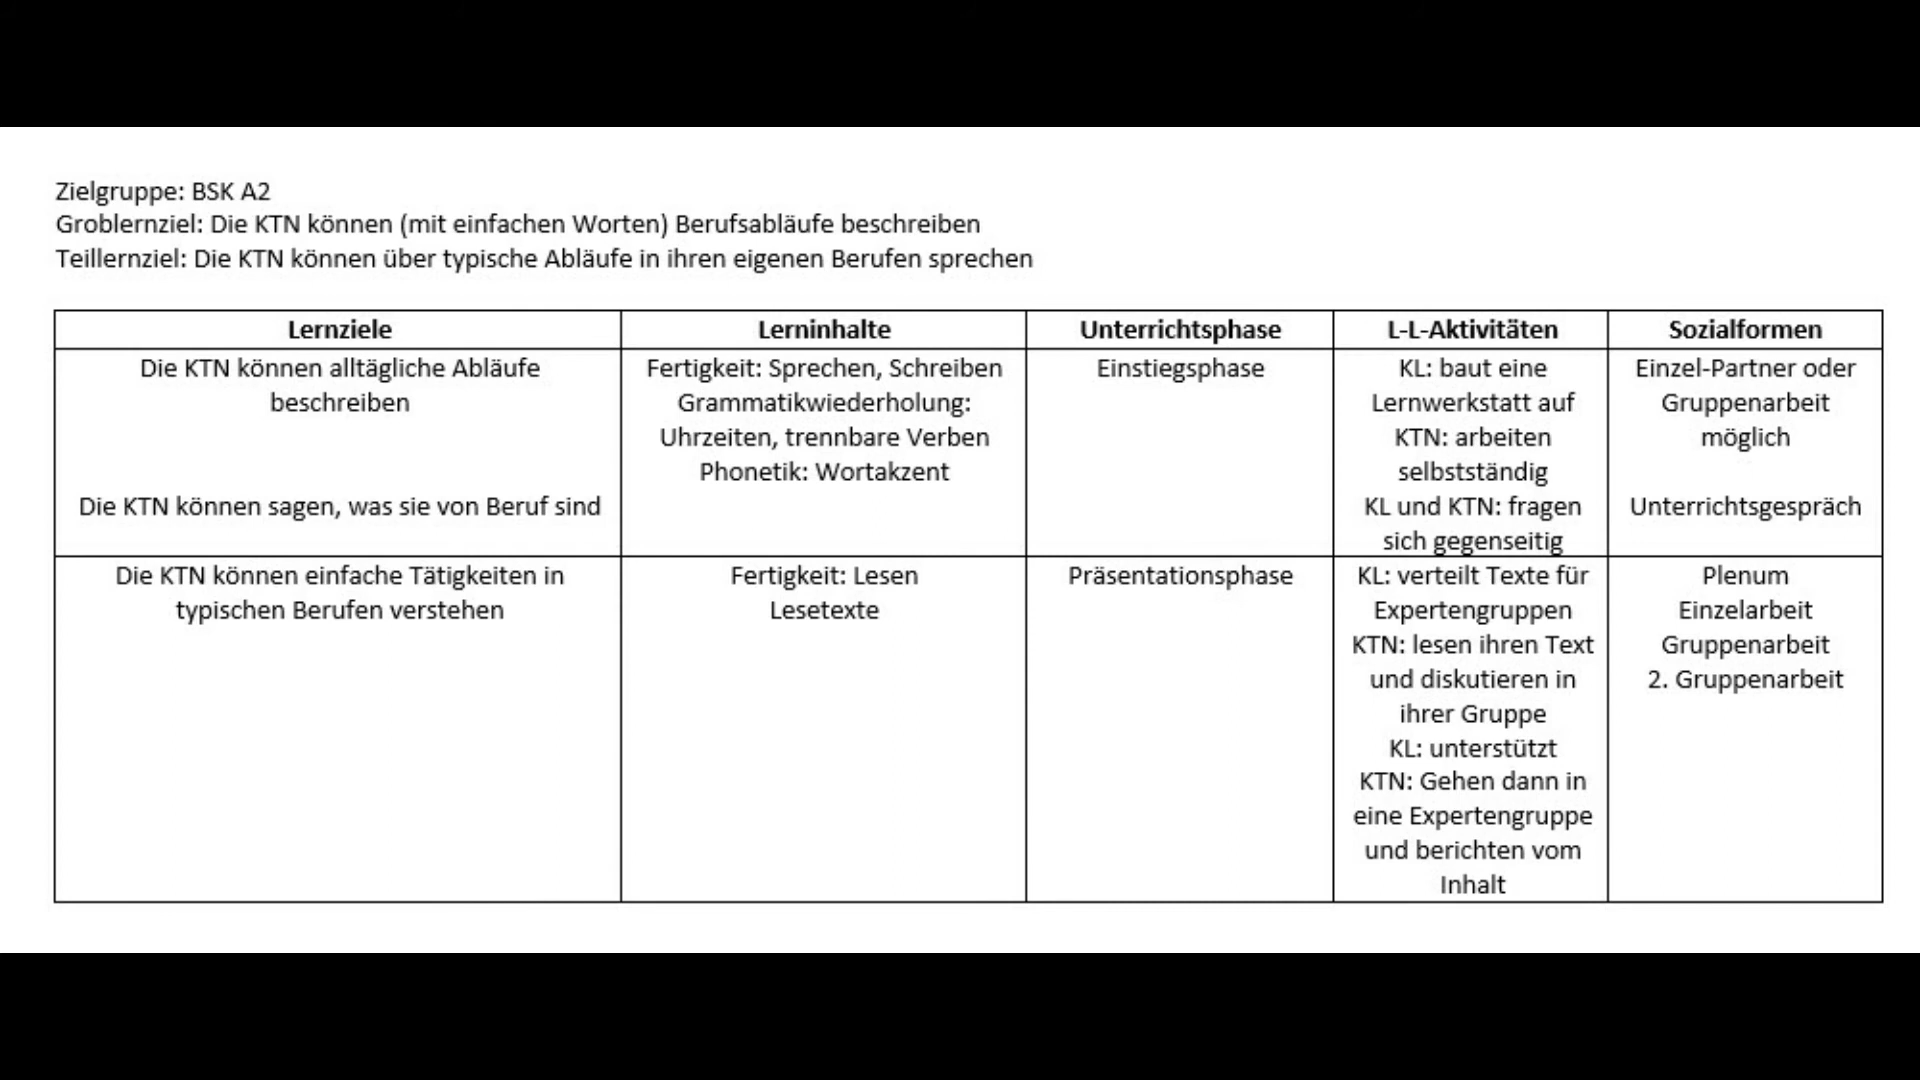 Zielgruppe: BSK A2
Groblernziel: Die KTN können (mit einfachen Worten) Berufsabläufe beschreiben
Teillernziel: Die KTN können über typische Abläufe in ihren eigenen Berufen sprechen
Lernziele
Lerninhalte
Unterrichtsphase
L-L-Aktivitäten
Sozialformen
Die KTN können alltägliche Abläufe
beschreiben
Die KTN können sagen, was sie von Beruf sind
Fertigkeit: Sprechen, Schreiben
Grammatikwiederholung:
Uhrzeiten, trennbare Verben
Phonetik: Wortakzent
Einstiegsphase
KL: baut eine
Lernwerkstatt auf
KTN: arbeiten
selbstständig
KL und KTN: fragen
sich gegenseitig
Einzel-Partner oder
Gruppenarbeit
möglich
Unterrichtsgespräch
Die KTN können einfache Tätigkeiten in
typischen Berufen verstehen
Fertigkeit: Lesen
Lesetexte
Präsentationsphase
KL: verteilt Texte für
Expertengruppen
KTN: lesen ihren Text
und diskutieren in
ihrer Gruppe
KL: unterstützt
KTN: Gehen dann in
eine Expertengruppe
und berichten vom
Inhalt
Plenum
Einzelarbeit
Gruppenarbeit
2. Gruppenarbeit